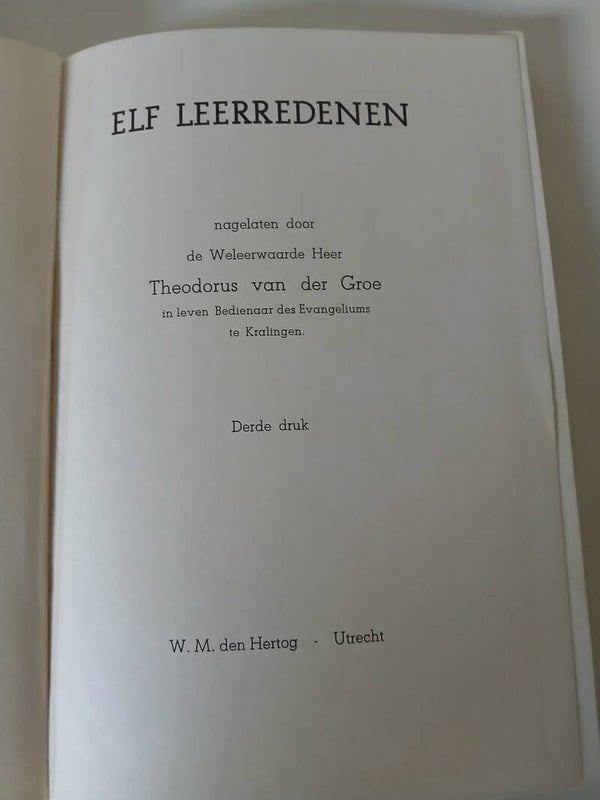 ELF LEERREDENEN
nagelaten door
de Weleerwaarde Heer
Theodorus van der Groe
in leven Bedienaar des Evangeliums
te Kralingen.
Derde druk
W. M. den Hertog - Utrecht